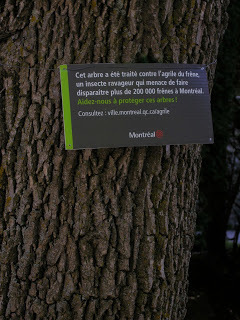 Cet arbre a été traité contre l'agrile du frêne,
un insecte ravageur qui menace de faire
disparaître plus de 200 000 frênes à Montréal.
Aidez-nous à protéger ces arbres !
Consultez : ville.montreal.qc.ca/agrile
Montréal